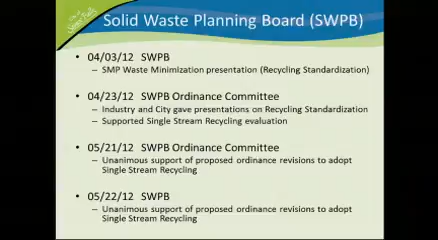 Solid Waste Planning Board (SWPB)
• 04/03/12 SWPB
– SMP Waste Minimization presentation (Recycling Standardization)
• 04/23/12 SWPB Ordinance Committee
– Industry and City gave presentations on Recycling Standardization
– Supported Single Stream Recycling evaluation
• 05/21/12 SWPB Ordinance Committee
– Unanimous support of proposed ordinance revisions to adopt
Single Stream Recycling
• 05/22/12 SWPB
– Unanimous support of proposed ordinance revisions to adopt
Single Stream Recycling